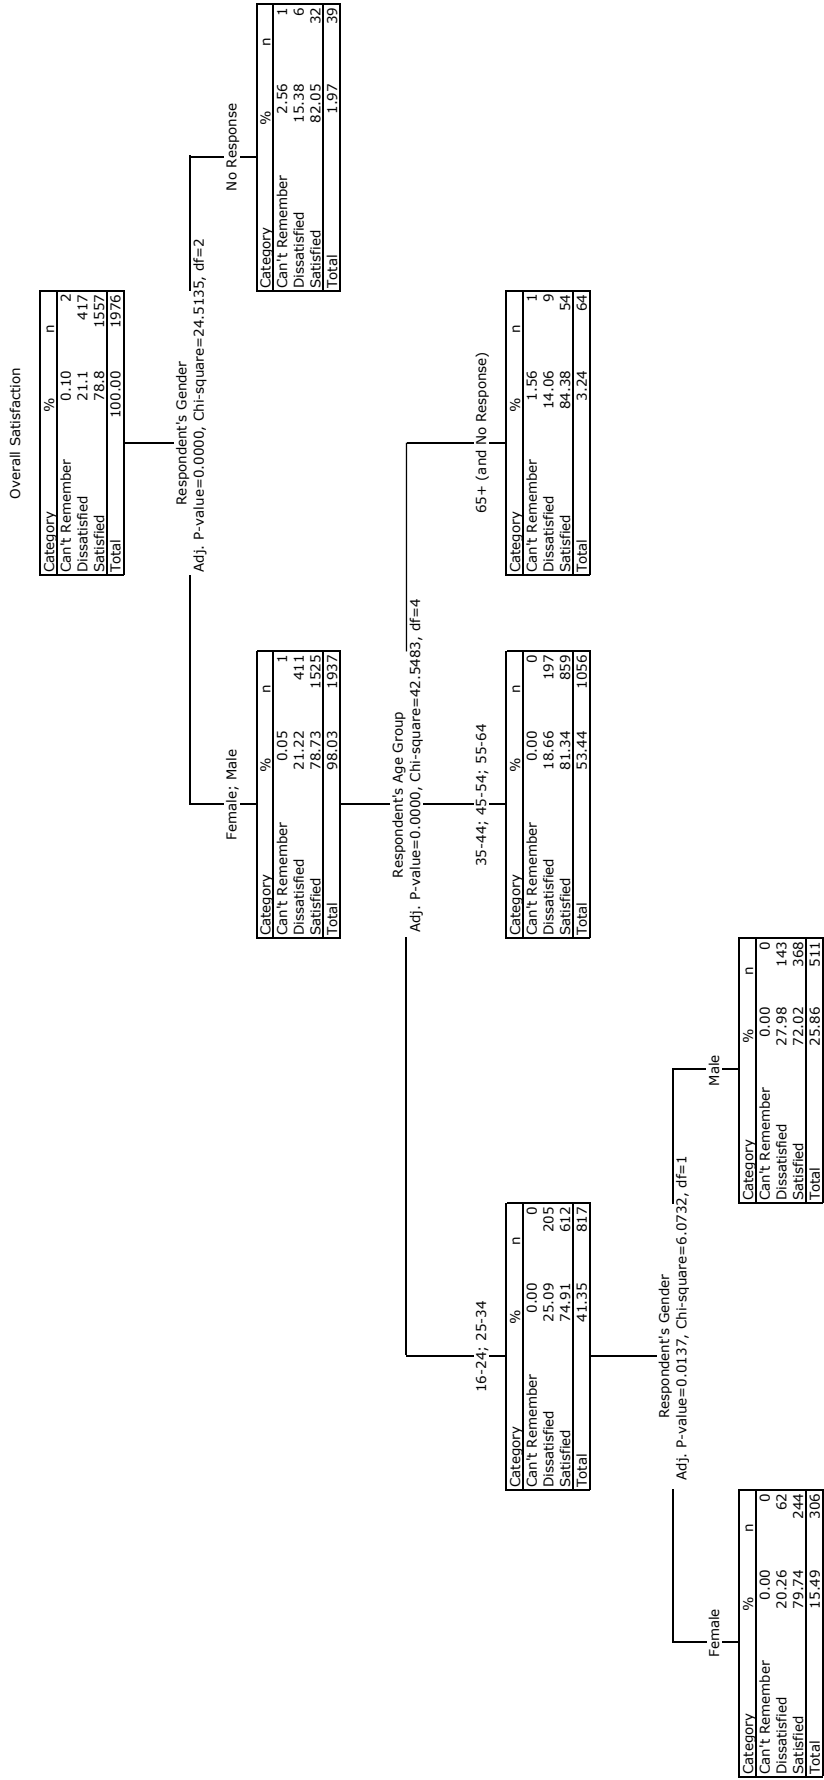 Overall Satisfaction
Category % n
Can't Remember 0.10 2
Dissatisfied 21.1 417
Satisfied 78.8 1557
Total 100.00 1976
Respondent's Gender
Adj. P-value=0.0000, Chi-square=24.5135, df=2
Female; Male
Category % n
Can't Remember 0.05 1
Dissatisfied 21.22 411
Satisfied 78.73 1525
Total 98.03 1937
No Response
Category % n
Can't Remember 2.56 1
Dissatisfied 15.38 6
Satisfied 82.05 32
Total 1.97 39
Respondent's Age Group
Adj. P-value=0.0000, Chi-square=42.5483, df=4
16-24; 25-34
Category % n
Can't Remember 0.00 0
Dissatisfied 25.09 205
Satisfied 74.91 612
Total 41.35 817
35-44; 45-54; 55-64
Category % n
Can't Remember 0.00 0
Dissatisfied 18.66 197
Satisfied 81.34 859
Total 53.44 1056
65+ (and No Response)
Category % n
Can't Remember 1.56 1
Dissatisfied 14.06 9
Satisfied 84.38 54
Total 3.24 64
Respondent's Gender
Adj. P-value=0.0137, Chi-square=6.0732, df=1
Female
Category % n
Can't Remember 0.00 0
Dissatisfied 20.26 62
Satisfied 79.74 244
Total 15.49 306
Male
Category % n
Can't Remember 0.00 0
Dissatisfied 27.98 143
Satisfied 72.02 368
Total 25.86 511